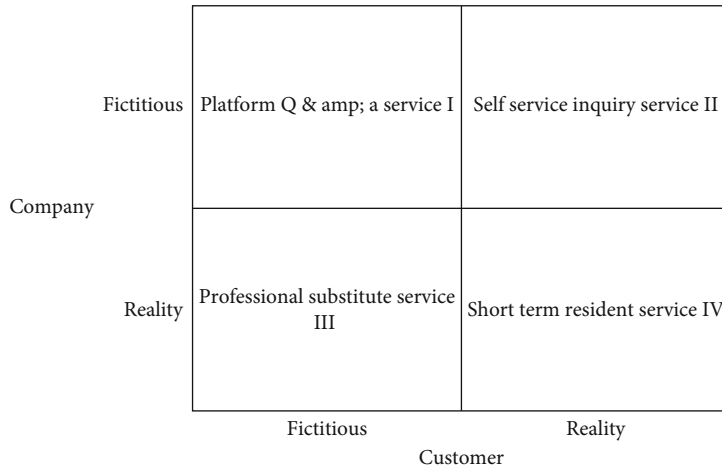 Fictitious
Platform Q & amp; a service I
Self service inquiry service II
Company
Reality
Professional substitute service
III
Short term resident service IV
Fictitious
Reality
Customer